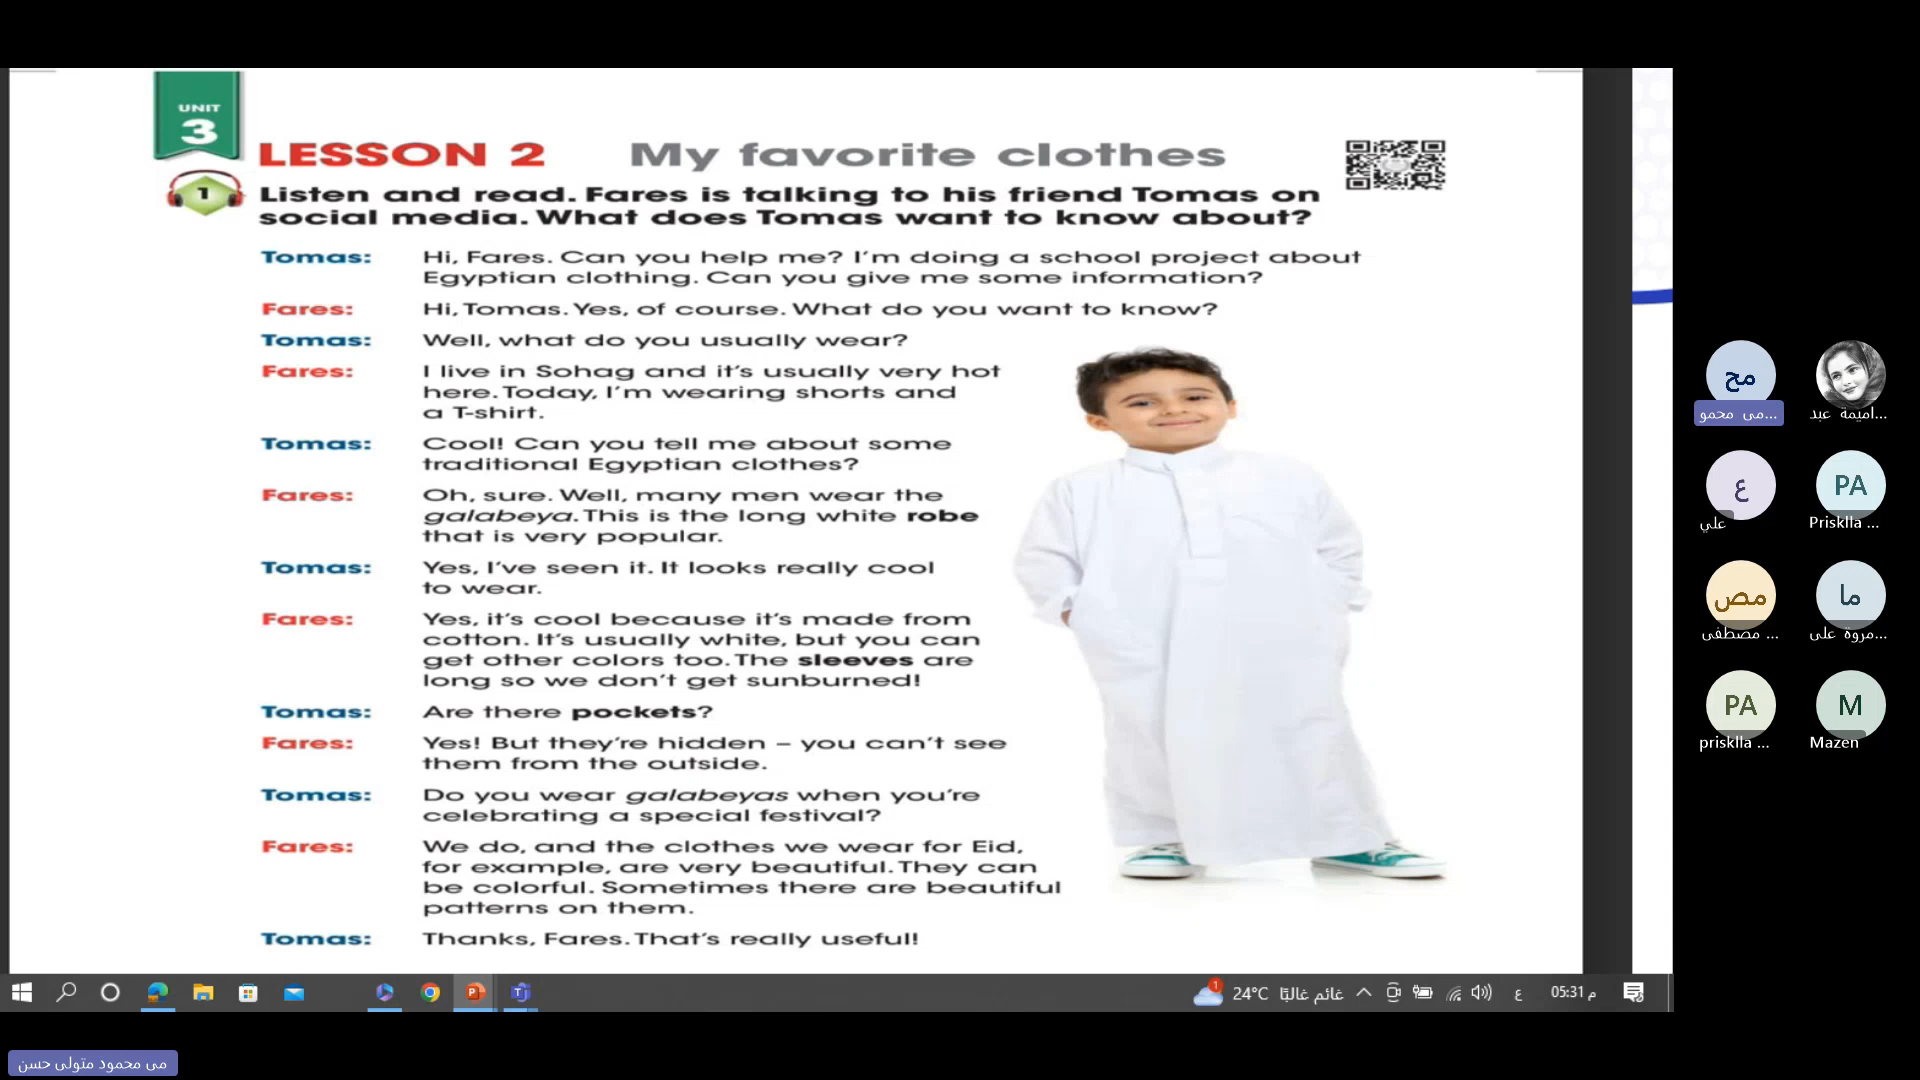 UNIT
3
LESSON 2 My favorite clothes
1 Listen and read. Fares is talking to his friend Tomas on
social media. What does Tomas want to know about?
Tomas: Hi, Fares. Can you help me? I'm doing a school project about
Egyptian clothing. Can you give me some information?
Fares: Hi, Tomas. Yes, of course. What do you want to know?
Tomas: Well, what do you usually wear?
Fares: I live in Sohag and it's usually very hot
here. Today, I'm wearing shorts and
a T-shirt.
Tomas: Cool! Can you tell me about some
traditional Egyptian clothes?
Fares: Oh, sure. Well, many men wear the
galabeya. This is the long white robe
that is very popular.
Tomas: Yes, I've seen it. It looks really cool
to wear.
Fares: Yes, it's cool because it's made from
cotton. It's usually white, but you can
get other colors too. The sleeves are
long so we don't get sunburned!
Tomas: Are there pockets?
Fares: Yes! But they're hidden – you can't see
them from the outside.
Tomas: Do you wear galabeyas when you're
celebrating a special festival?
Fares: We do, and the clothes we wear for Eid,
for example, are very beautiful. They can
be colorful. Sometimes there are beautiful
patterns on them.
Tomas: Thanks, Fares. That's really useful!
مح
مى محمو...
اميمة عبد...
ع
علي
PA
Prisklla ...
مص
مصطفى ...
ما
مروة على...
PA
prisklla ...
M
Mazen
1
24°C غائم غالبًا
ع
05:31 م
مى محمود متولى حسن